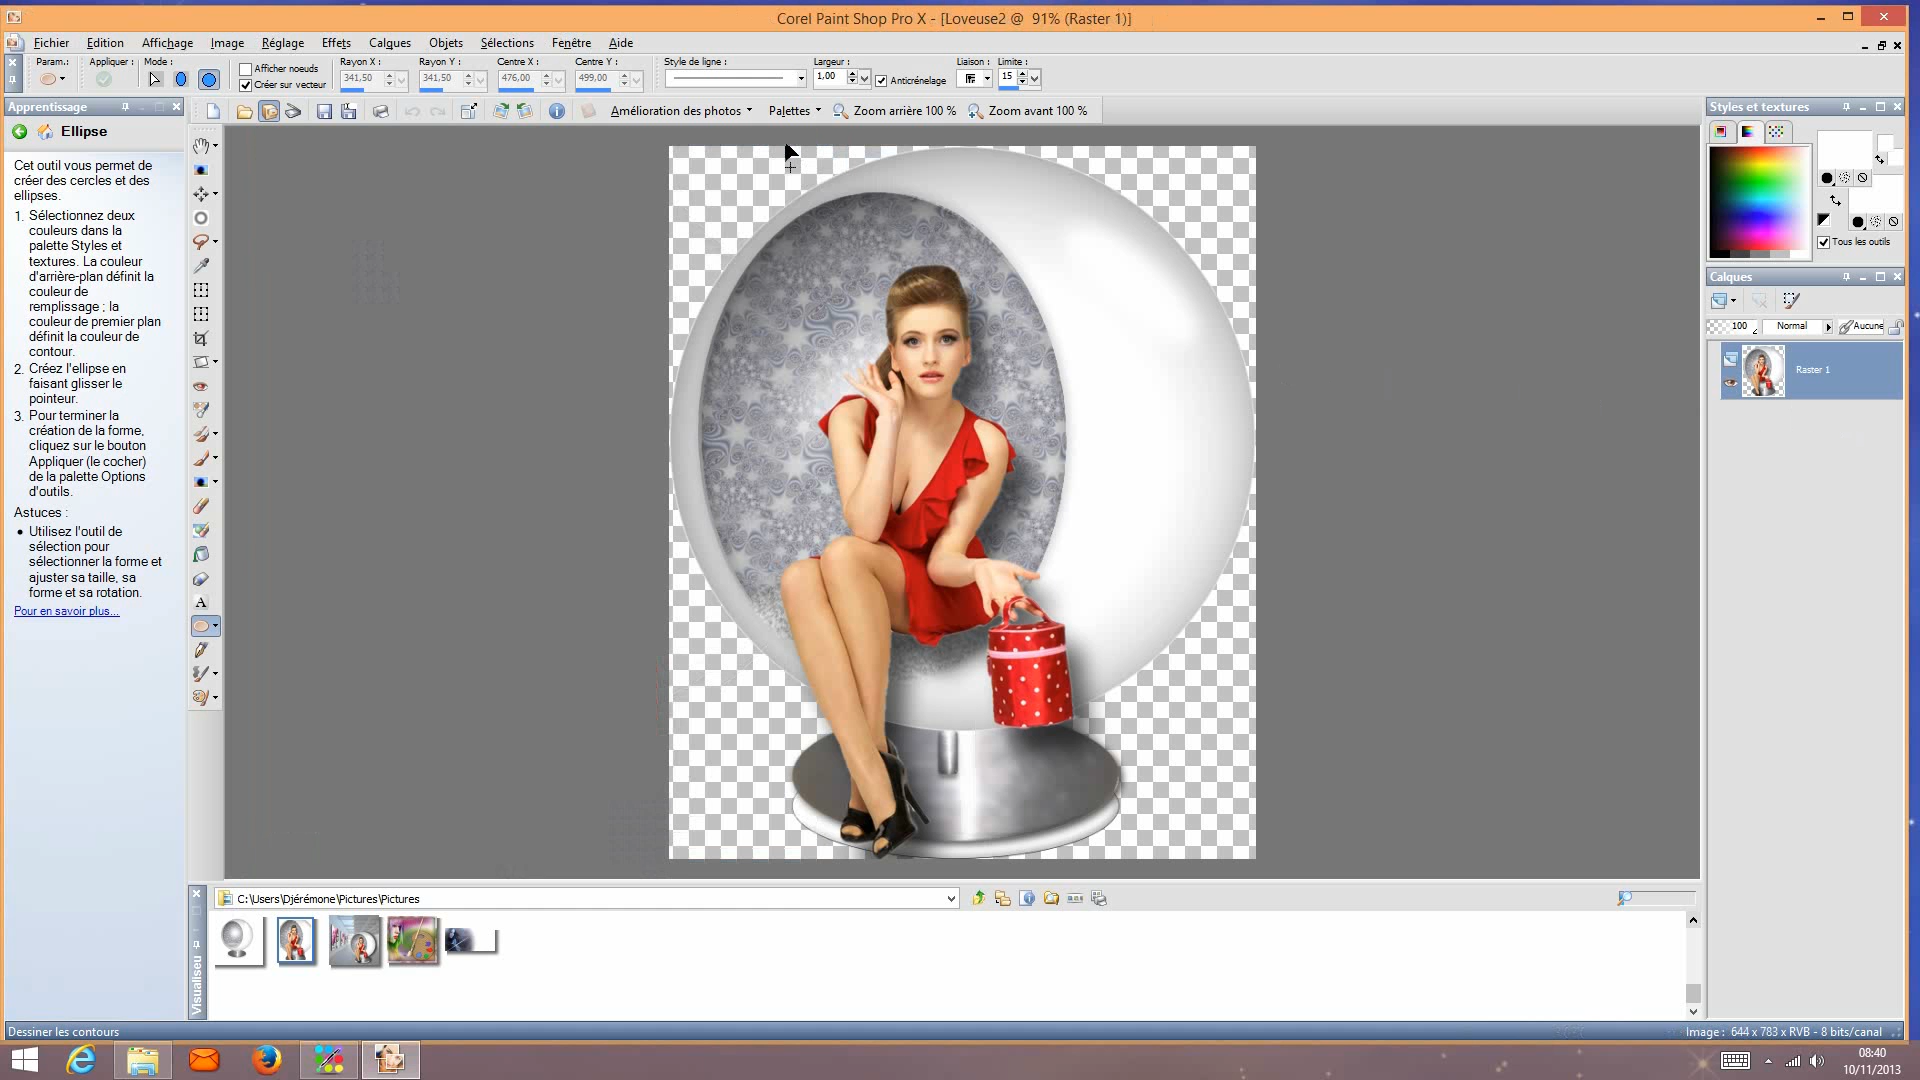 Corel Paint Shop Pro X - [Loveuse2 @ 91% (Raster 1)]
Fichier Edition Affichage Image Réglage Effets Calques Objets Sélections Fenêtre Aide
Param.: Appliquer : Mode : Afficher noeuds Rayon X : Rayon Y : Centre X : Centre Y : Style de ligne : Largeur : Liaison : Limite :
Créer sur vecteur 341,50 341,50 476,00 499,00 1,00 Anticrénelage 15
Apprentissage
Amélioration des photos Palettes Zoom arrière 100 % Zoom avant 100 %
Ellipse
Cet outil vous permet de
créer des cercles et des
ellipses.
1. Sélectionnez deux
couleurs dans la
palette Styles et
textures. La couleur
d'arrière-plan définit la
couleur de
remplissage ; la
couleur de premier plan
définit la couleur de
contour.
2. Créez l'ellipse en
faisant glisser le
pointeur.
3. Pour terminer la
création de la forme,
cliquez sur le bouton
Appliquer (le cocher)
de la palette Options
d'outils.
Astuces :
• Utilisez l'outil de
sélection pour
sélectionner la forme et
ajuster sa taille, sa
forme et sa rotation.
Pour en savoir plus...
Styles et textures
Tous les outils
Calques
100 Normal Aucune
Raster 1
C:\Users\Djérémone\Pictures\Pictures
Visualiseu
Dessiner les contours
Image : 644 x 783 x RVB - 8 bits/canal
08:40
10/11/2013